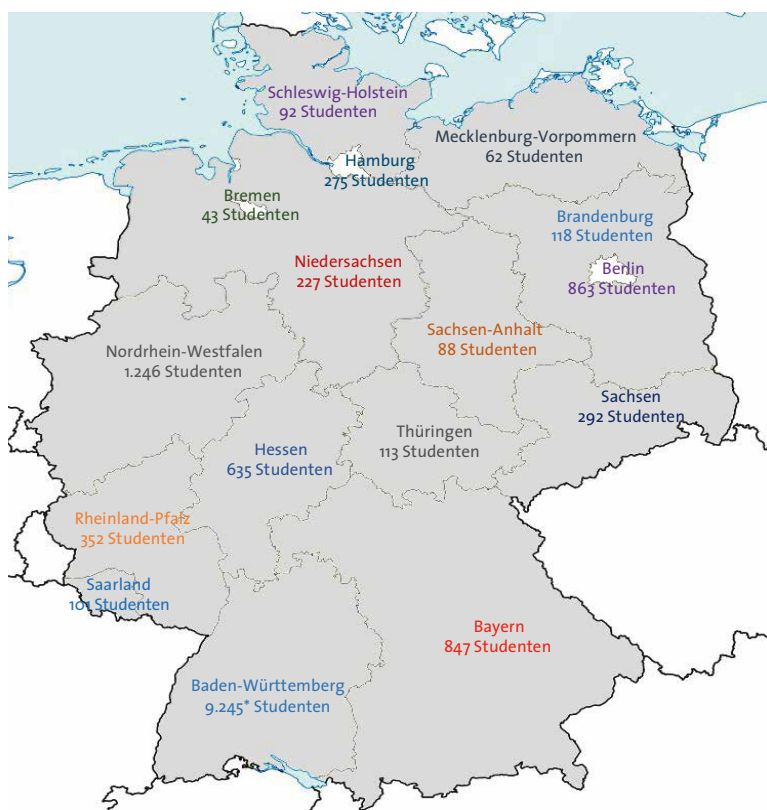 Schleswig-Holstein
92 Studenten
Mecklenburg-Vorpommern
62 Studenten
Hamburg
275 Studenten
Bremen
43 Studenten
Brandenburg
118 Studenten
Niedersachsen
227 Studenten
Berlin
863 Studenten
Sachsen-Anhalt
88 Studenten
Nordrhein-Westfalen
1.246 Studenten
Sachsen
292 Studenten
Thüringen
113 Studenten
Hessen
635 Studenten
Rheinland-Pfalz
352 Studenten
Saarland
101 Studenten
Bayern
847 Studenten
Baden-Württemberg
9.245* Studenten